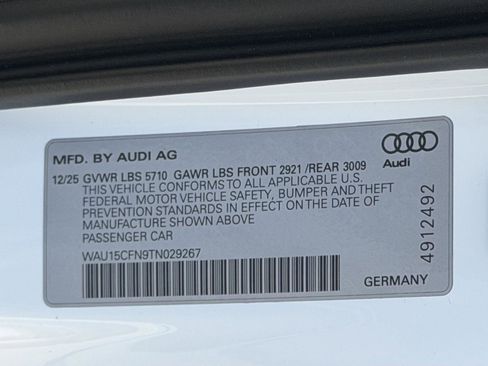 MFD. BY AUDI AG
Audi
12/25 GVWR LBS 5710 GAWR LBS FRONT 2921 /REAR 3009
THIS VEHICLE CONFORMS TO ALL APPLICABLE U.S.
FEDERAL MOTOR VEHICLE SAFETY, BUMPER AND THEFT
PREVENTION STANDARDS IN EFFECT ON THE DATE OF
MANUFACTURE SHOWN ABOVE
PASSENGER CAR
WAU15CFN9TN029267
4912492
GERMANY